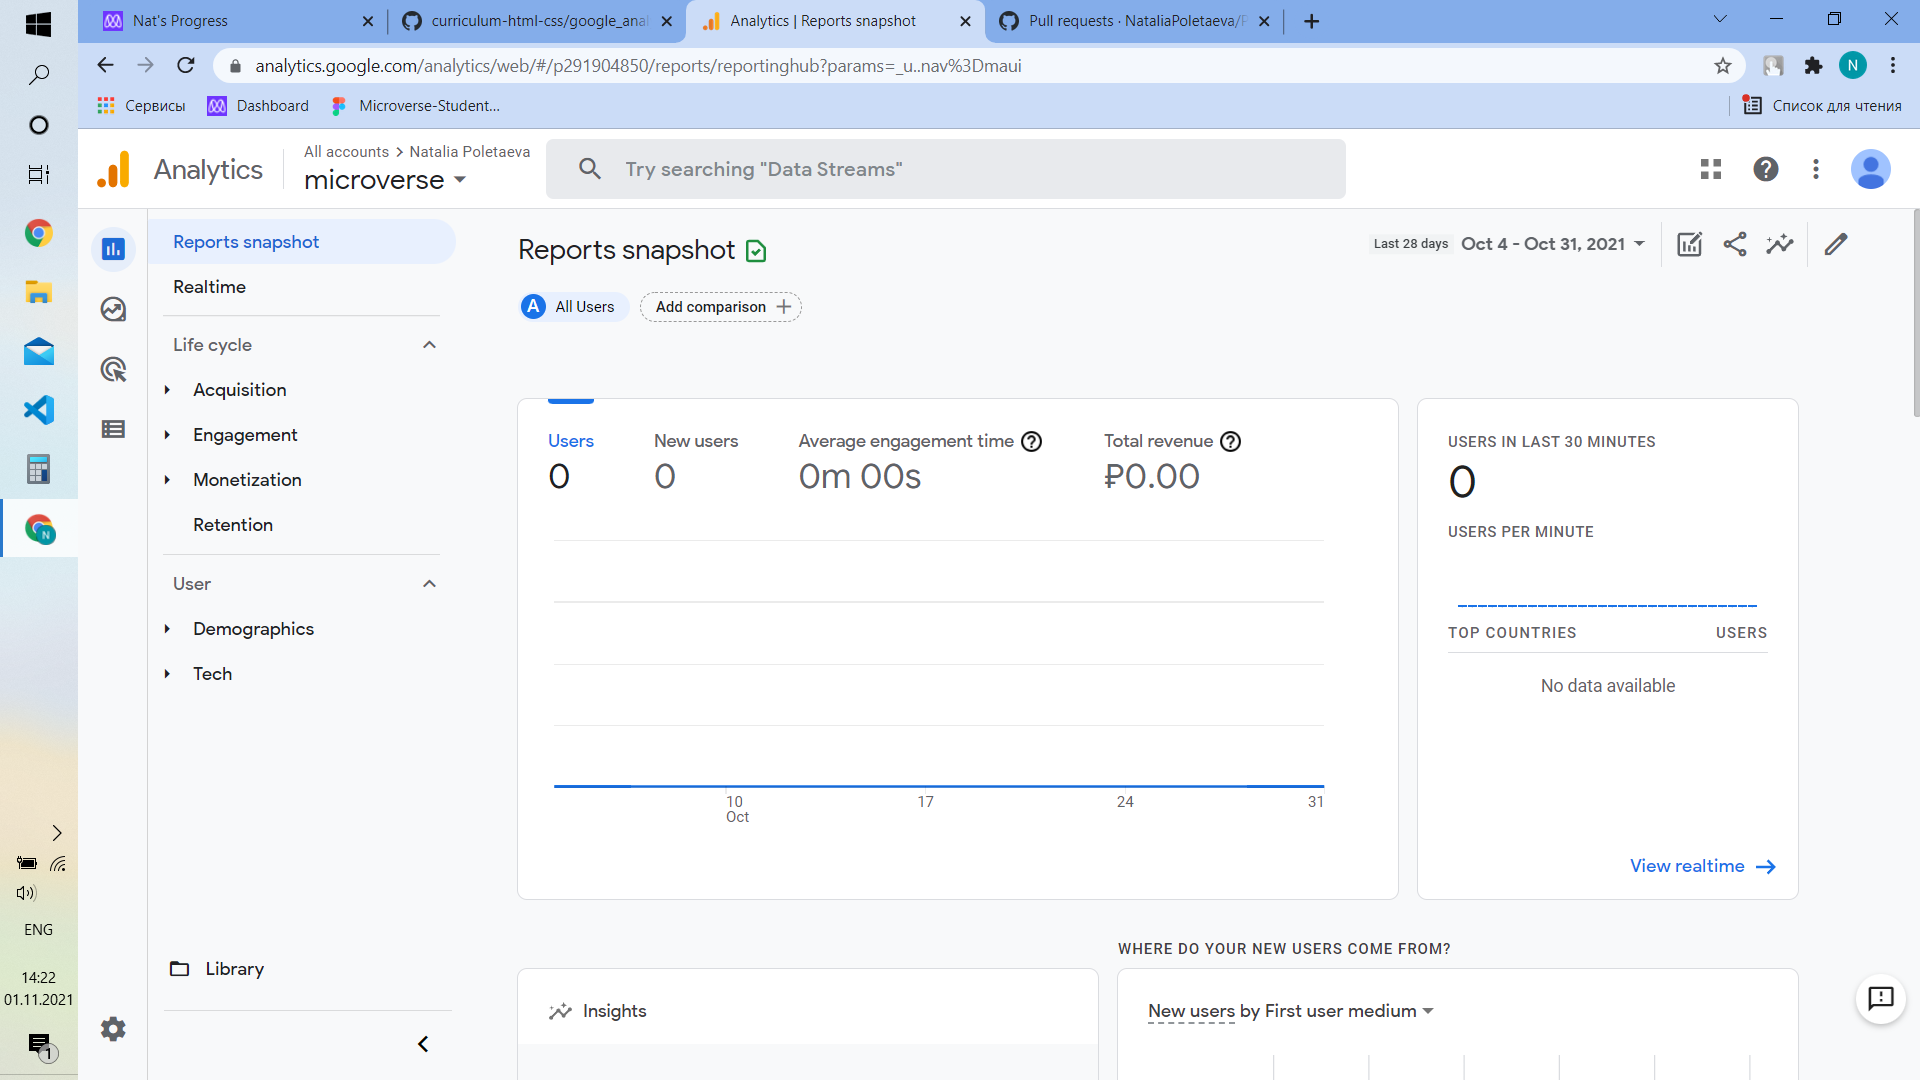 Nat's Progress
curriculum-html-css/google_anal
Analytics | Reports snapshot
Pull requests · NataliaPoletaeva/P
analytics.google.com/analytics/web/#/p291904850/reports/reportinghub?params=_u..nav%3Dmaui
N
Сервисы
Dashboard
Microverse-Student...
Список для чтения
Analytics
All accounts > Natalia Poletaeva
microverse
Try searching "Data Streams"
Reports snapshot
Realtime
Life cycle
Acquisition
Engagement
Monetization
Retention
User
Demographics
Tech
Library
Reports snapshot
Last 28 days
Oct 4 - Oct 31, 2021
A
All Users
Add comparison +
Users
0
New users
0
Average engagement time
0m 00s
Total revenue
₽0.00
10
Oct
17
24
31
USERS IN LAST 30 MINUTES
0
USERS PER MINUTE
TOP COUNTRIES
USERS
No data available
View realtime
Insights
WHERE DO YOUR NEW USERS COME FROM?
New users by First user medium
N
ENG
14:22
01.11.2021
1